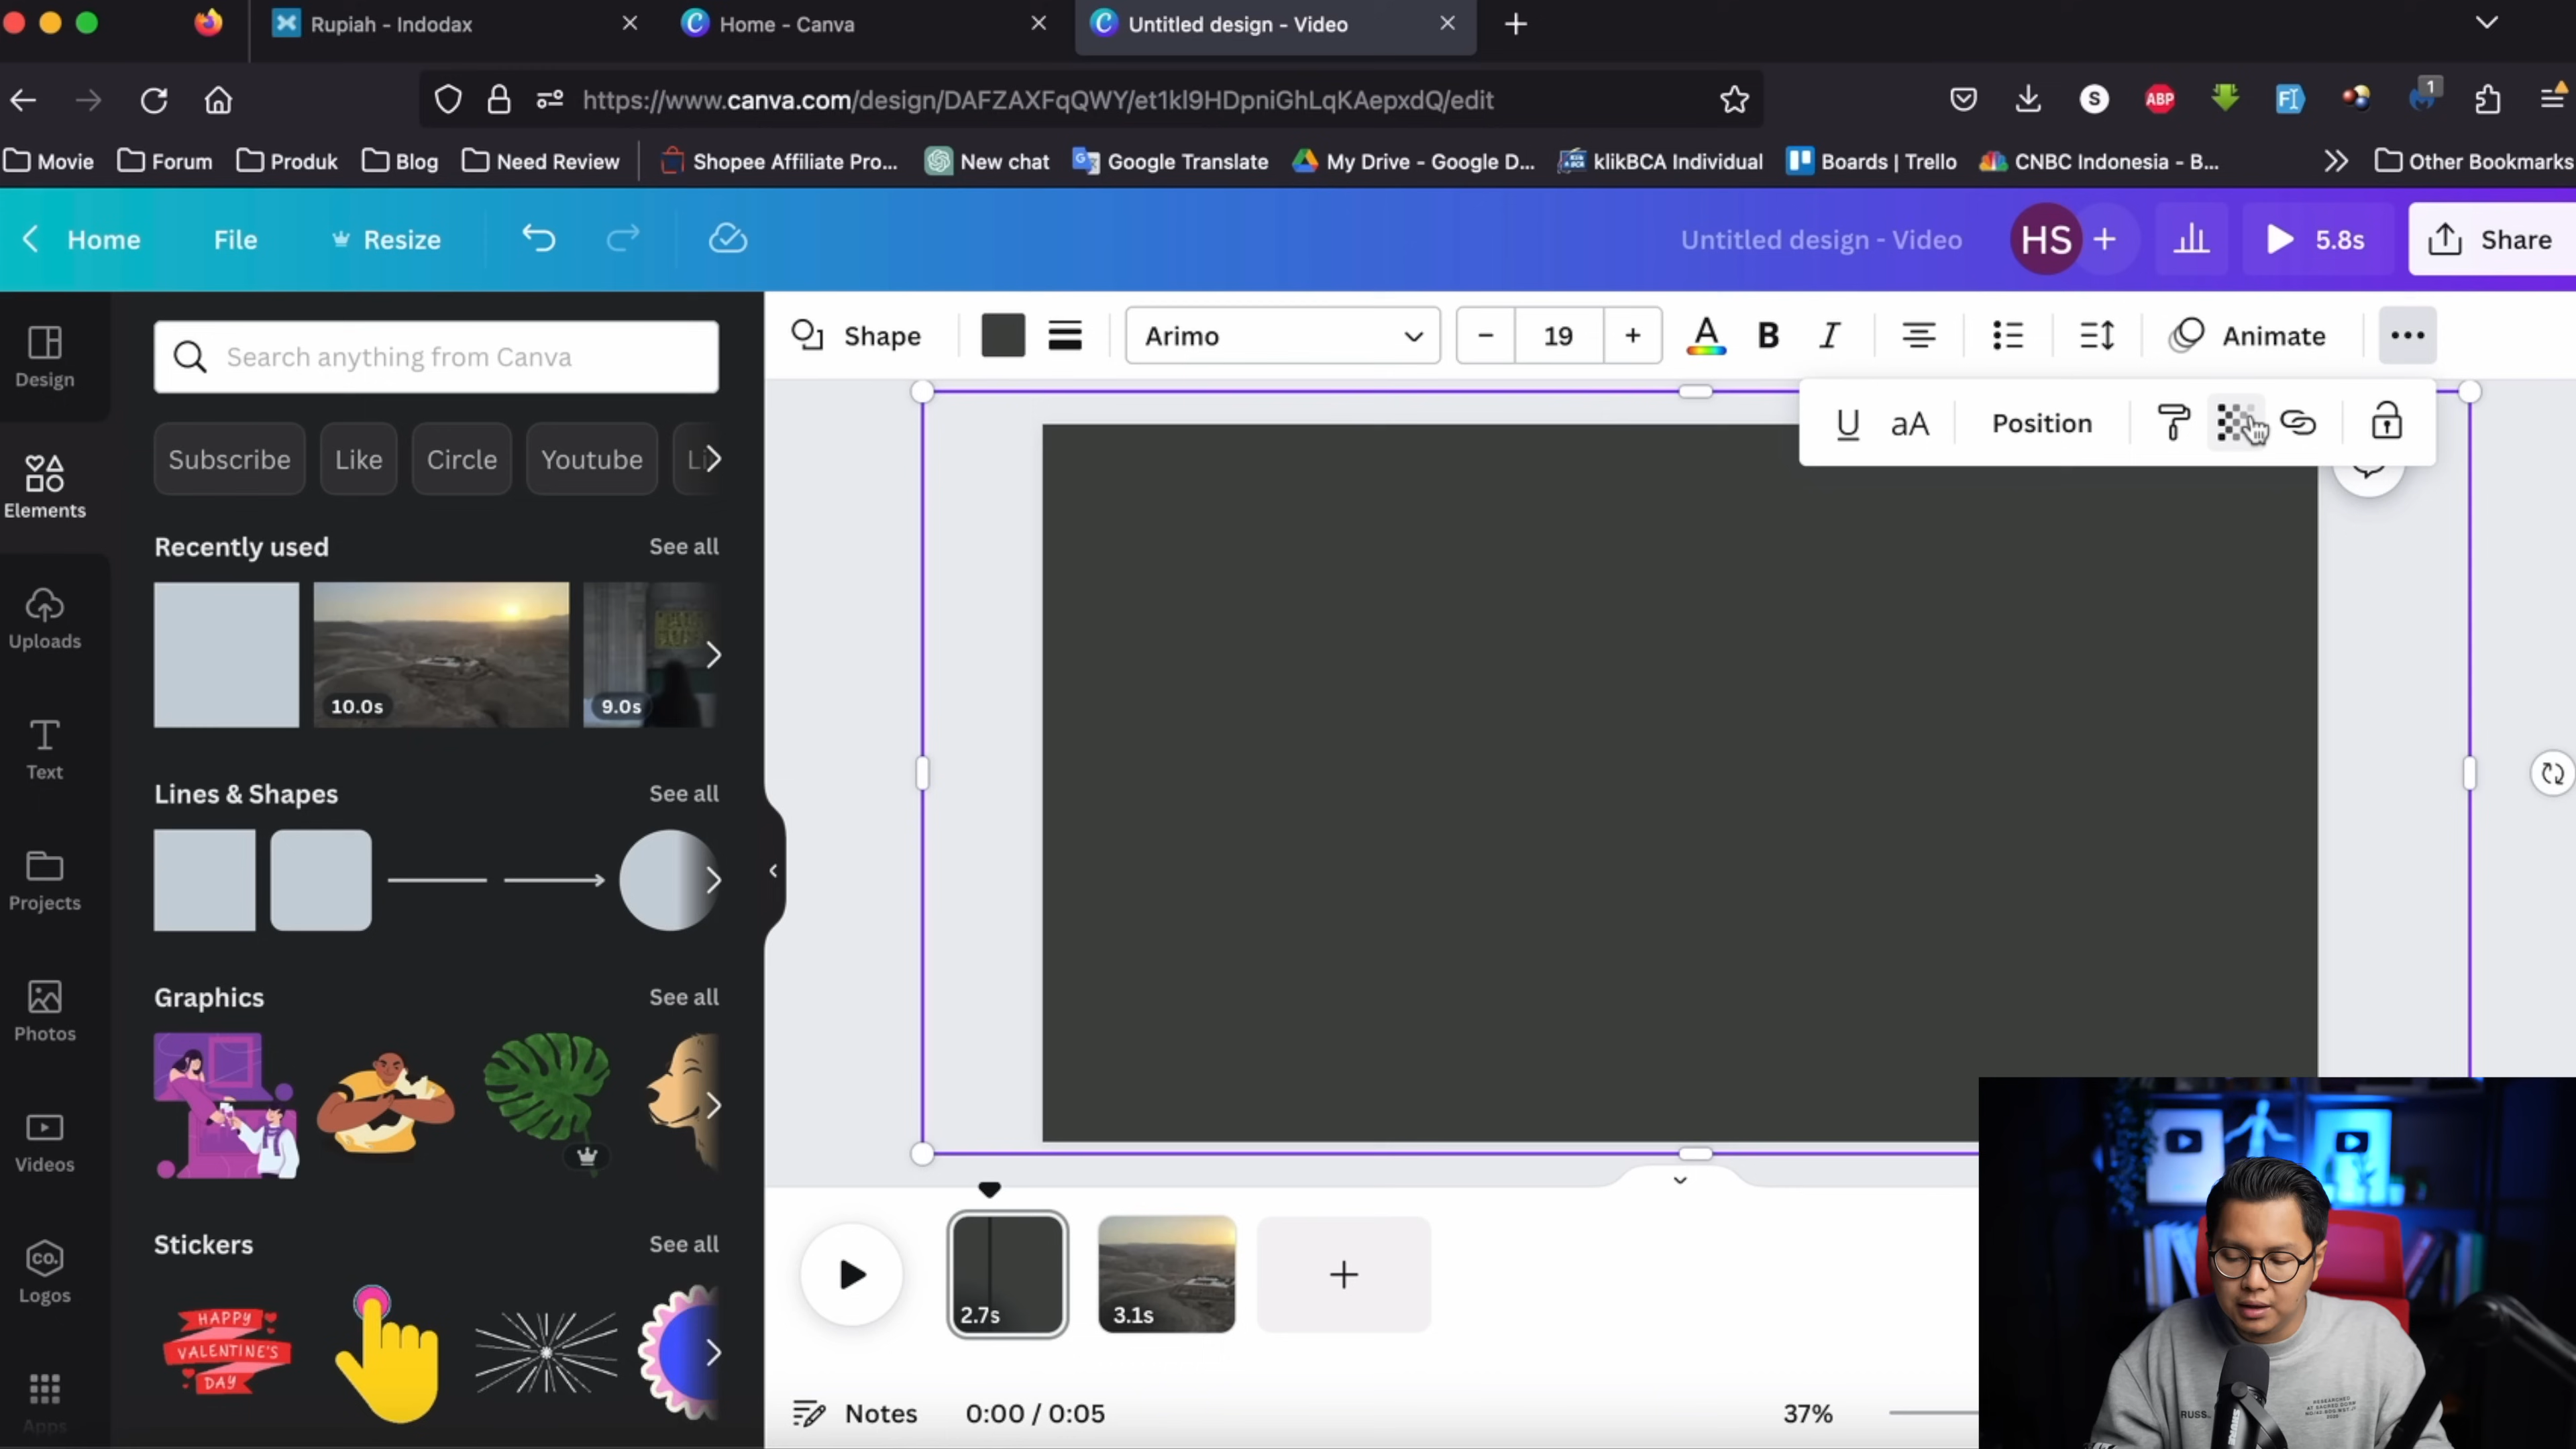 Rupiah - Indodax
Home - Canva
Untitled design - Video
https://www.canva.com/design/DAFZAXFqQWY/et1kI9HDpniGhLqKAepxdQ/edit
S
ABP
1
Movie
Forum
Produk
Blog
Need Review
Shopee Affiliate Pro...
New chat
Google Translate
My Drive - Google D...
klikBCA Individual
Boards | Trello
CNBC Indonesia - B...
Other Bookmarks
Home
File
Resize
Untitled design - Video
HS
5.8s
Share
Design
Elements
Uploads
Text
Projects
Photos
Videos
CO.
Logos
Apps
Search anything from Canva
Subscribe
Like
Circle
Youtube
Recently used
See all
10.0s
9.0s
Lines & Shapes
See all
Graphics
See all
Stickers
See all
HAPPY
VALENTINE'S
DAY
Shape
Arimo
19
A
B
I
Animate
U
aA
Position
2.7s
3.1s
Notes
0:00 / 0:05
37%